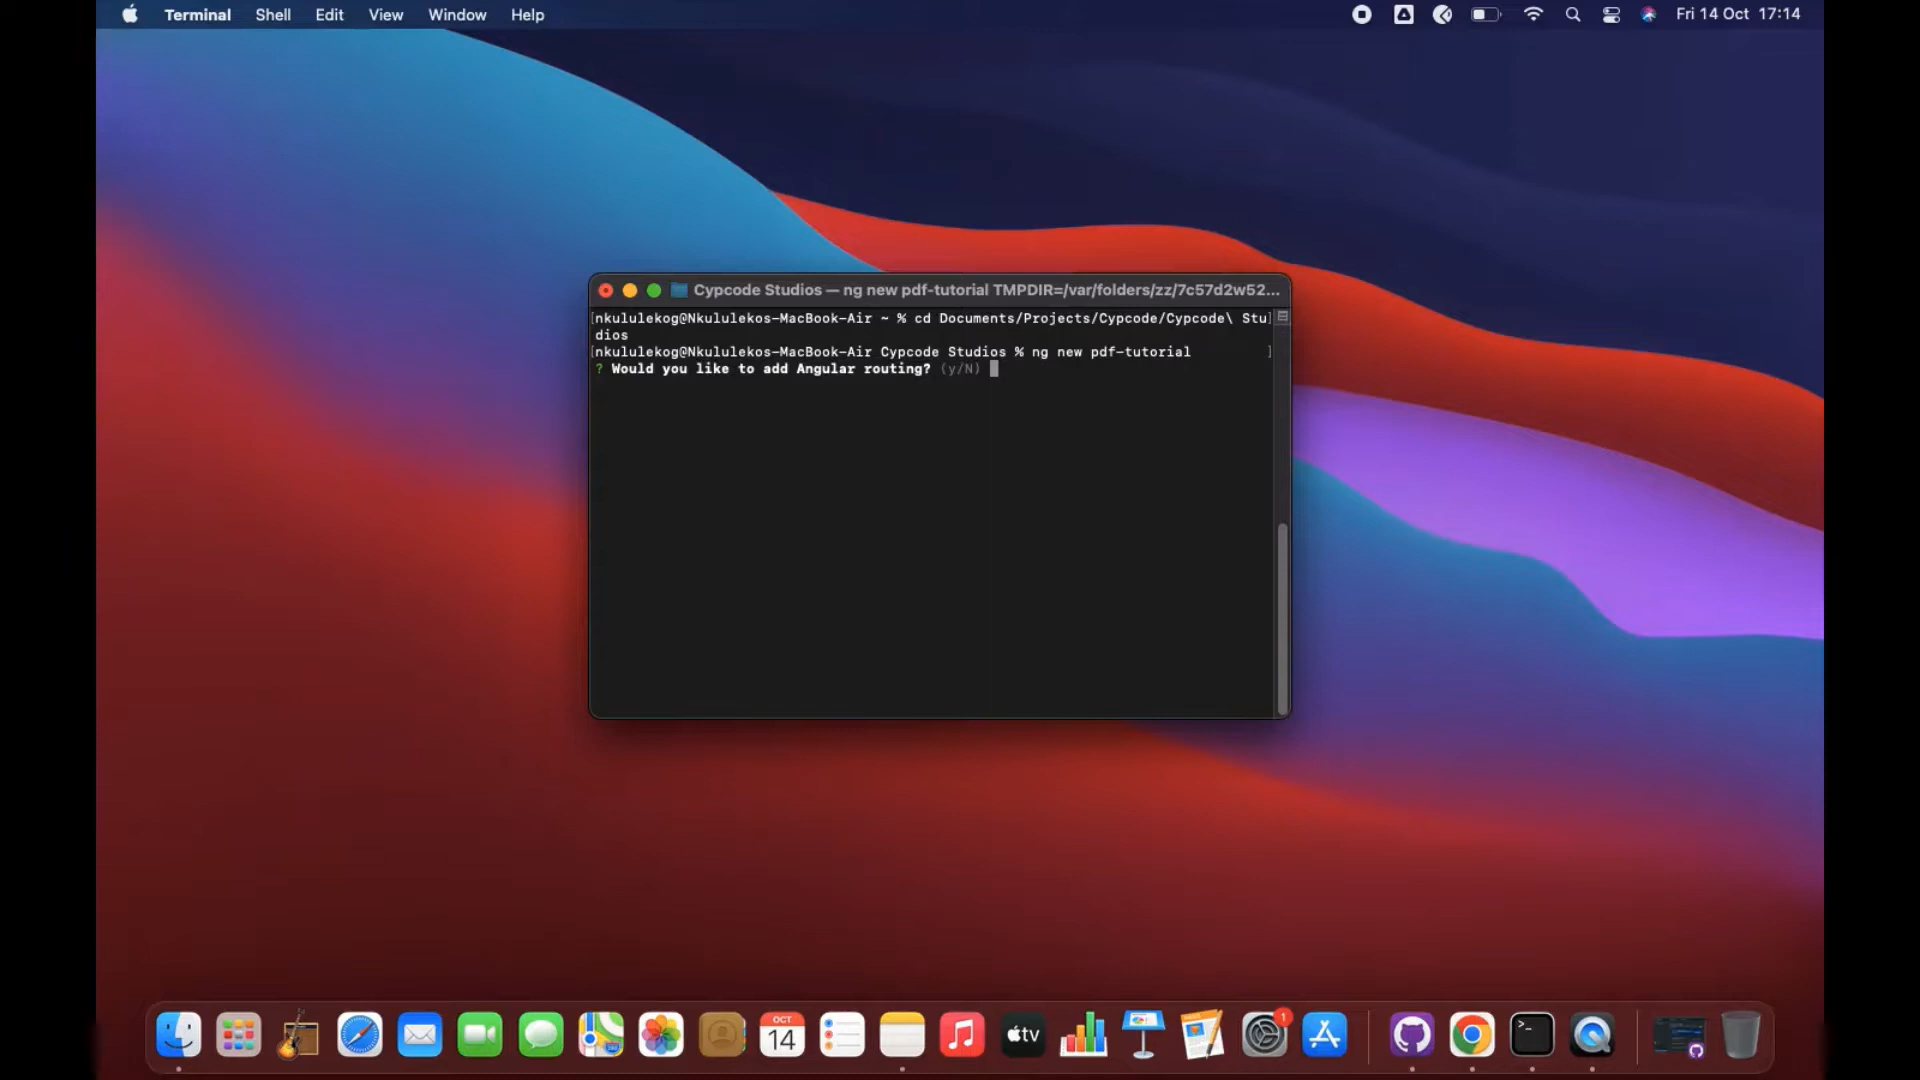 Terminal Shell Edit View Window Help Fri 14 Oct 17:14
Cypcode Studios — ng new pdf-tutorial TMPDIR=/var/folders/zz/7c57d2w52...
[nkululekog@Nkululekos-MacBook-Air ~ % cd Documents/Projects/Cypcode/Cypcode\ Stu]
dios
[nkululekog@Nkululekos-MacBook-Air Cypcode Studios % ng new pdf-tutorial ]
? Would you like to add Angular routing? (y/N)
OCT
14
tv
1
>_